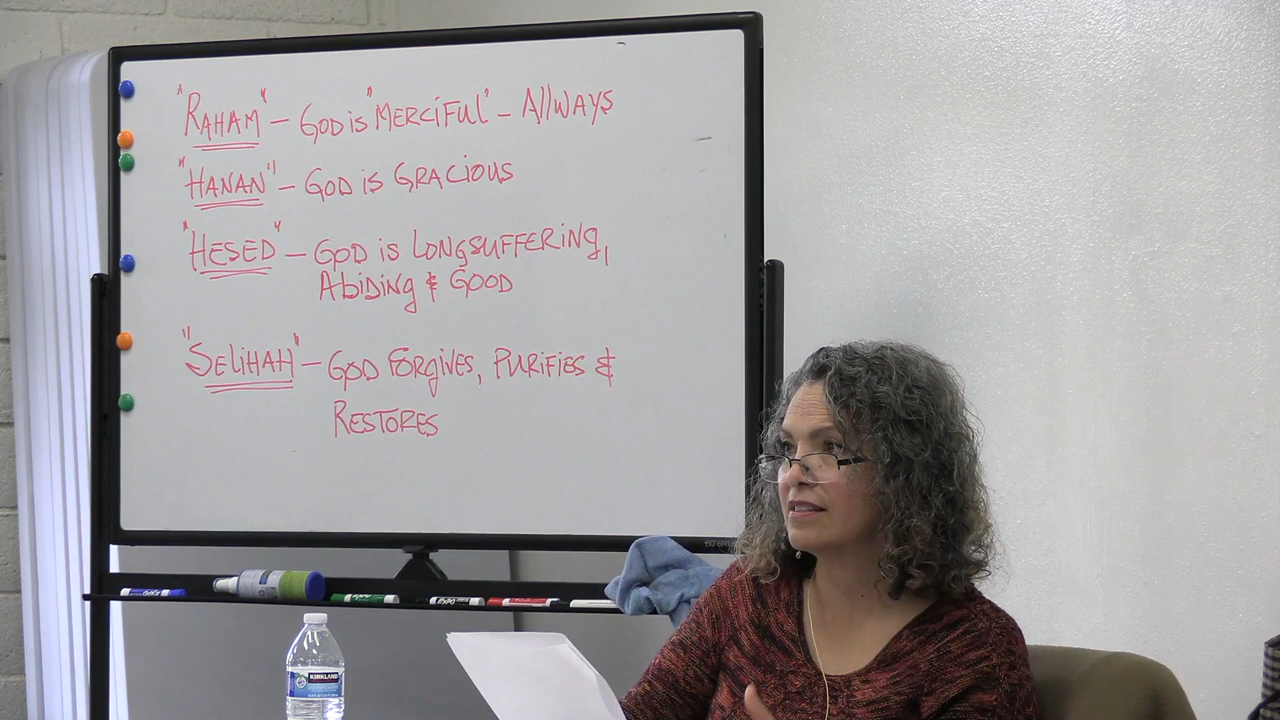 "RAHAM" – GOD iS "MERCiFUL" – AllWAYS
"HANAN" – GOD iS GRACiOUS
"HESED" – GOD iS LONGSUFFERiNG,
AbiDiNG & GOOD
"SELiHAH" – GOD FORGiVES, PURiFiES &
RESTORES
KIRKLAND